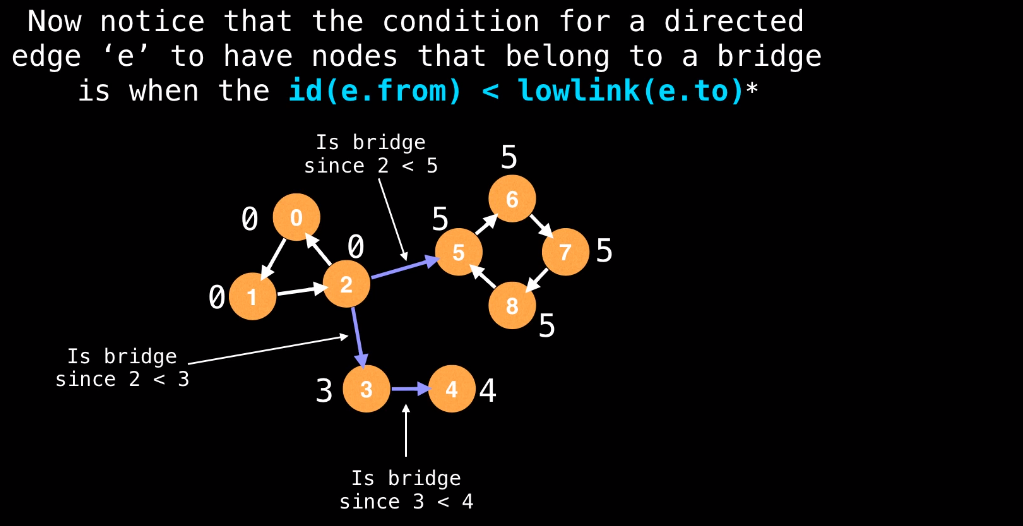 Now notice that the condition for a directed
edge ‘e’ to have nodes that belong to a bridge
is when the id(e.from) < lowlink(e.to)*
Is bridge
since 2 < 5
5
6
0
0
5
5
7
5
0
2
0
1
8
5
Is bridge
since 2 < 3
3
3
4
4
Is bridge
since 3 < 4